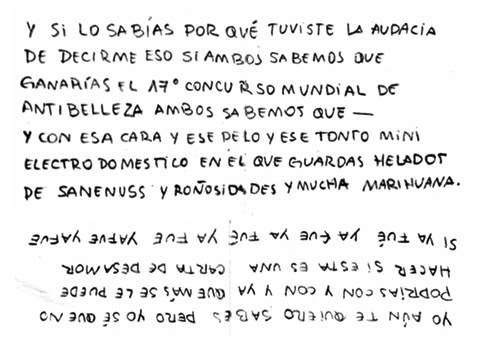 Y SI LO SABÍAS POR QUÉ TUVISTE LA AUDACIA
DE DECIRME ESO SI AMBOS SABEMOS QUE
GANARÍAS EL 17° CONCURSO MUNDIAL DE
ANTIBELLEZA AMBOS SABEMOS QUE —
Y CON ESA CARA Y ESE PELO Y ESE TONTO MINI
ELECTRODOMESTICO EN EL QUE GUARDAS HELADOS
DE SANENUSS Y ROÑOSIDADES Y MUCHA MARIHUANA.
YO AÚN TE QUIERO SABES PERO YO SÉ QUE NO
PODRÍAS CON Y CON Y YA QUE MÁS SE LE PUEDE
HACER SI ESTA ES UNA CARTA DE DESAMOR
SI YA FUÉ YA FUE YA FUÉ YA FUE YAFUE YAFUE